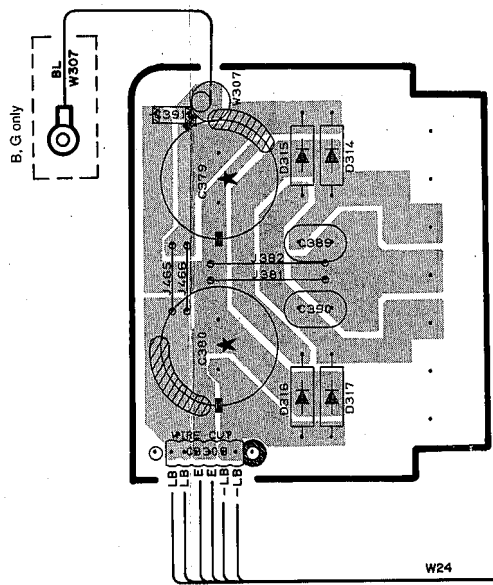 B, G only
BL
W307
W307
C391
C379
D315
D314
C389
J382
J381
J465
J466
C390
C380
D316
D317
WIRE CUT
CB308
LB
LB
E
E
-LB
-LB
W24